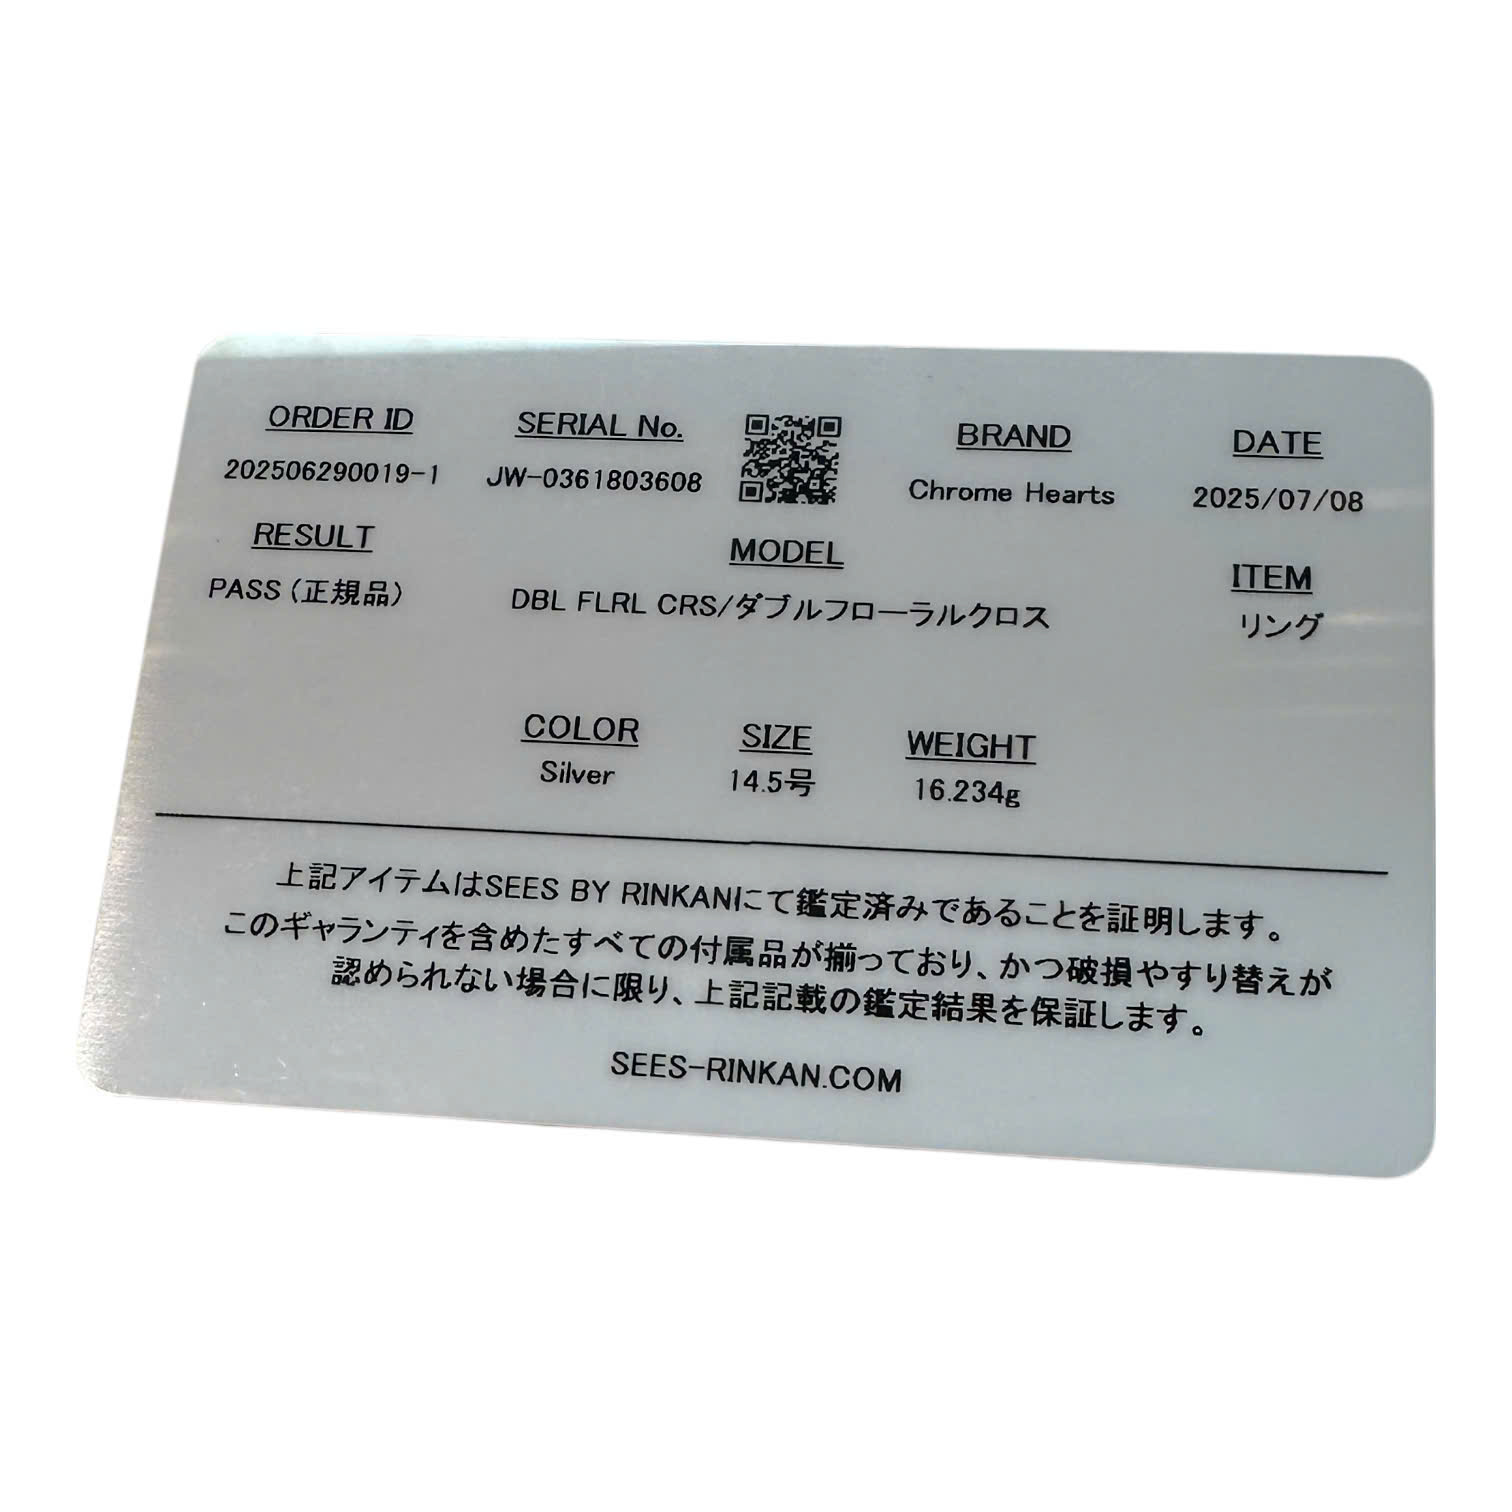 ORDER ID
202506290019-1
SERIAL No.
JW-0361803608
BRAND
Chrome Hearts
DATE
2025/07/08
RESULT
PASS (正規品)
MODEL
DBL FLRL CRS/ダブルフローラルクロス
ITEM
リング
COLOR
Silver
SIZE
14.5号
WEIGHT
16.234g
上記アイテムはSEES BY RINKANにて鑑定済みであることを証明します。
このギャランティを含めたすべての付属品が揃っており、かつ破損やすり替えが
認められない場合に限り、上記記載の鑑定結果を保証します。
SEES-RINKAN.COM